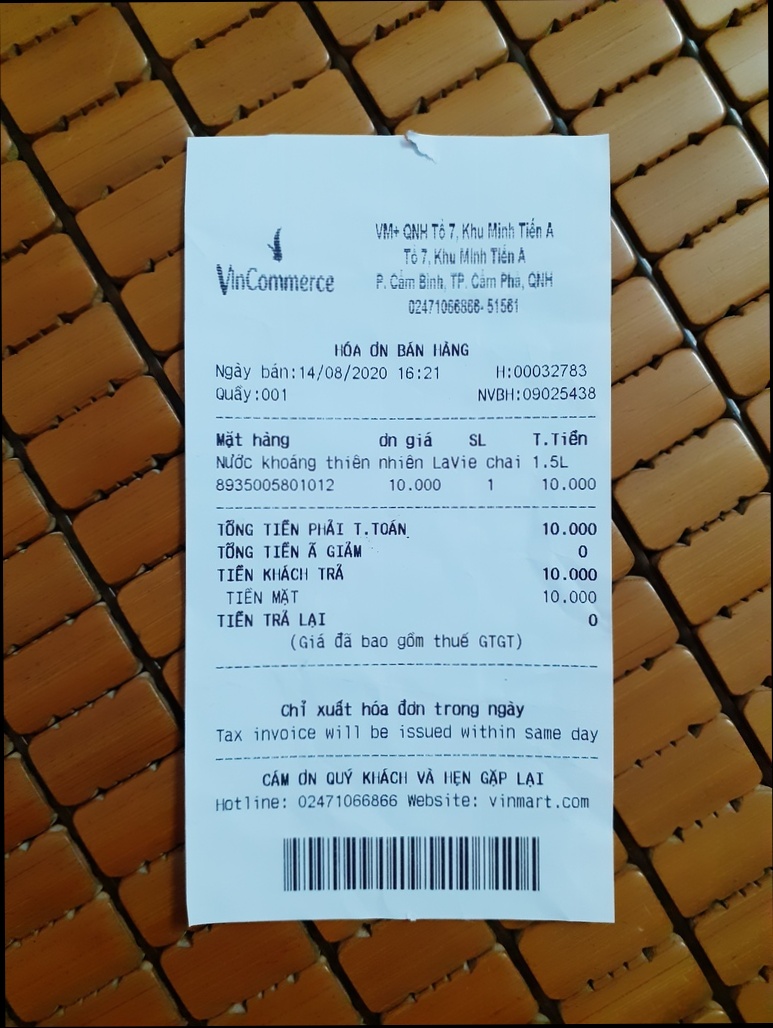 VinCommerce
VM+ QNH Tổ 7, Khu Minh Tiến A
Tổ 7, Khu Minh Tiến A
P. Cẩm Bình, TP. Cẩm Phả, QNH
02471066866-51561
HÓA ƠN BÁN HÀNG
Ngày bán:14/08/2020 16:21 H:00032783
Quầy:001 NVBH:09025438
Mặt hàng ơn giá SL T.Tiền
Nước khoáng thiên nhiên LaVie chai 1.5L
8935005801012 10.000 1 10.000
TỔNG TIỀN PHẢI T.TOÁN 10.000
TỔNG TIỀN Ã GIẢM 0
TIỀN KHÁCH TRẢ 10.000
TIỀN MẶT 10.000
TIỀN TRẢ LẠI 0
(Giá đã bao gồm thuế GTGT)
Chỉ xuất hóa đơn trong ngày
Tax invoice will be issued within same day
CẢM ƠN QUÝ KHÁCH VÀ HẸN GẶP LẠI
Hotline: 02471066866 Website: vinmart.com